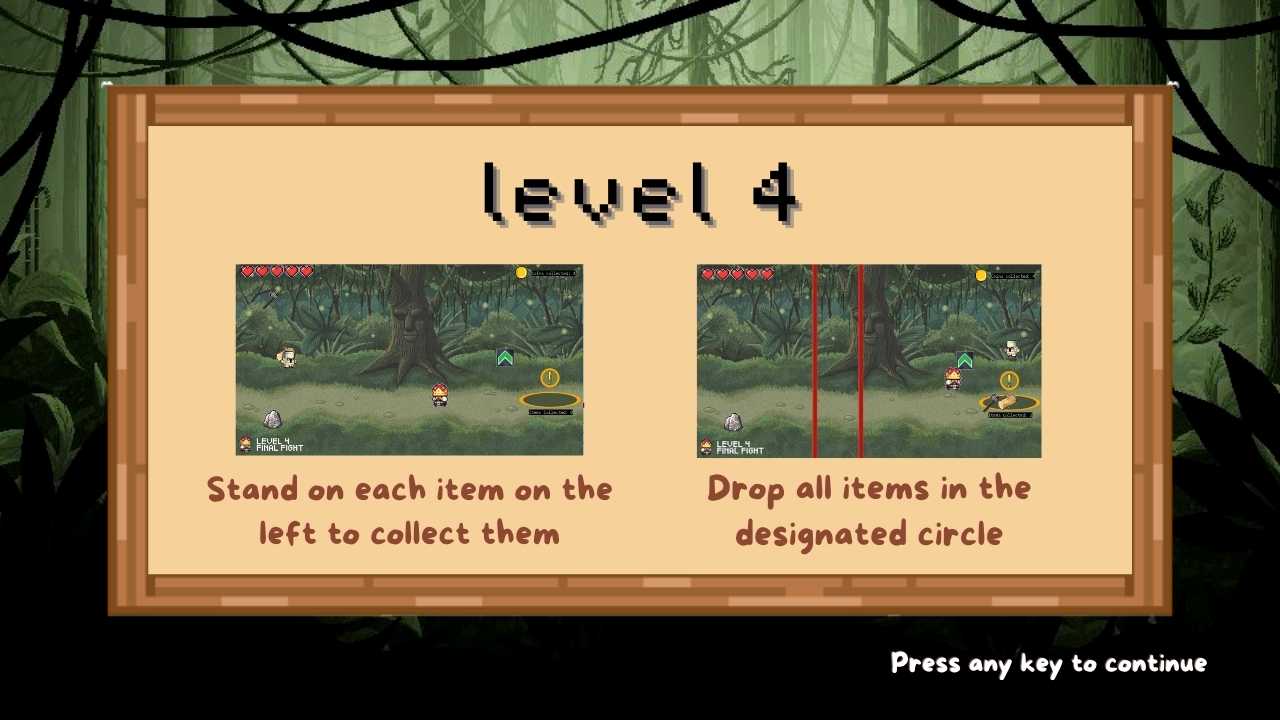 level 4
LEVEL 4
FINAL FIGHT
LEVEL 4
FINAL FIGHT
Stand on each item on the
left to collect them
Drop all items in the
designated circle
Press any key to continue